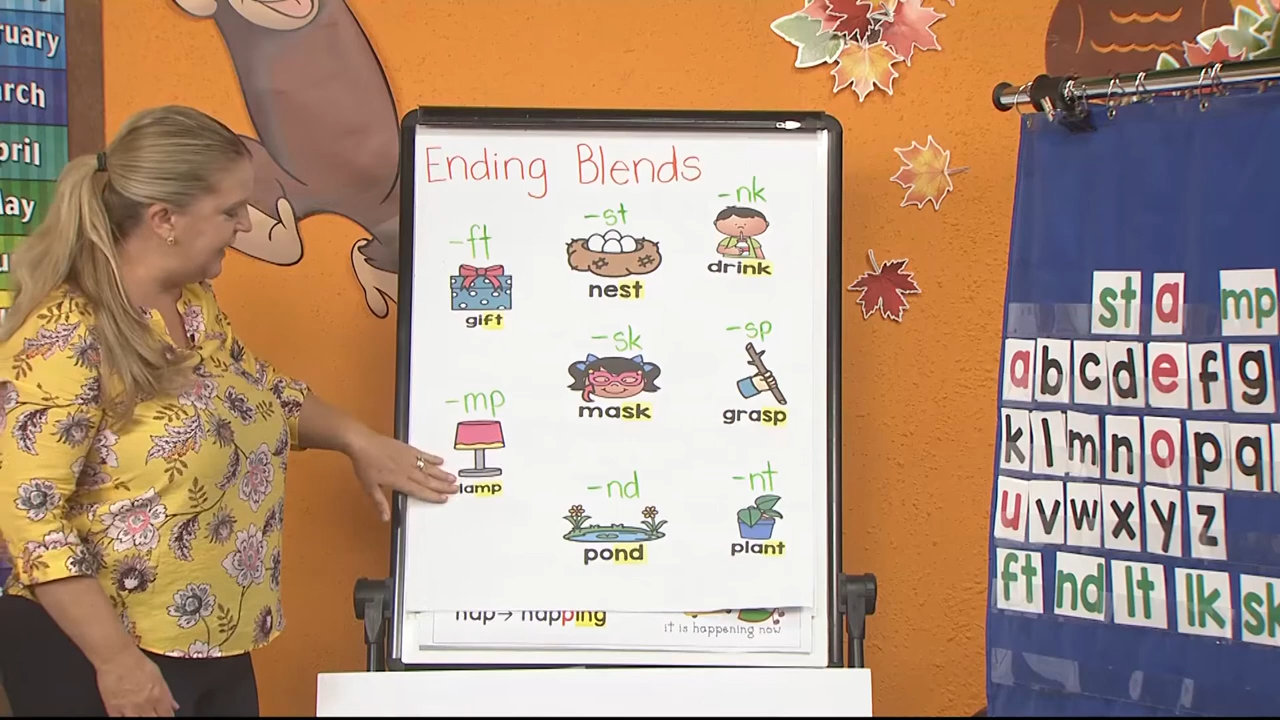 Ending Blends
-ft
gift
-st
nest
-nk
drink
-sk
mask
-sp
grasp
-mp
lamp
-nd
pond
-nt
plant
nap→ napping
it is happening now
ruary
arch
pril
ay
st a mp
a b c d e f g
k l m n o p q
u v w x y z
ft nd lt lk sk